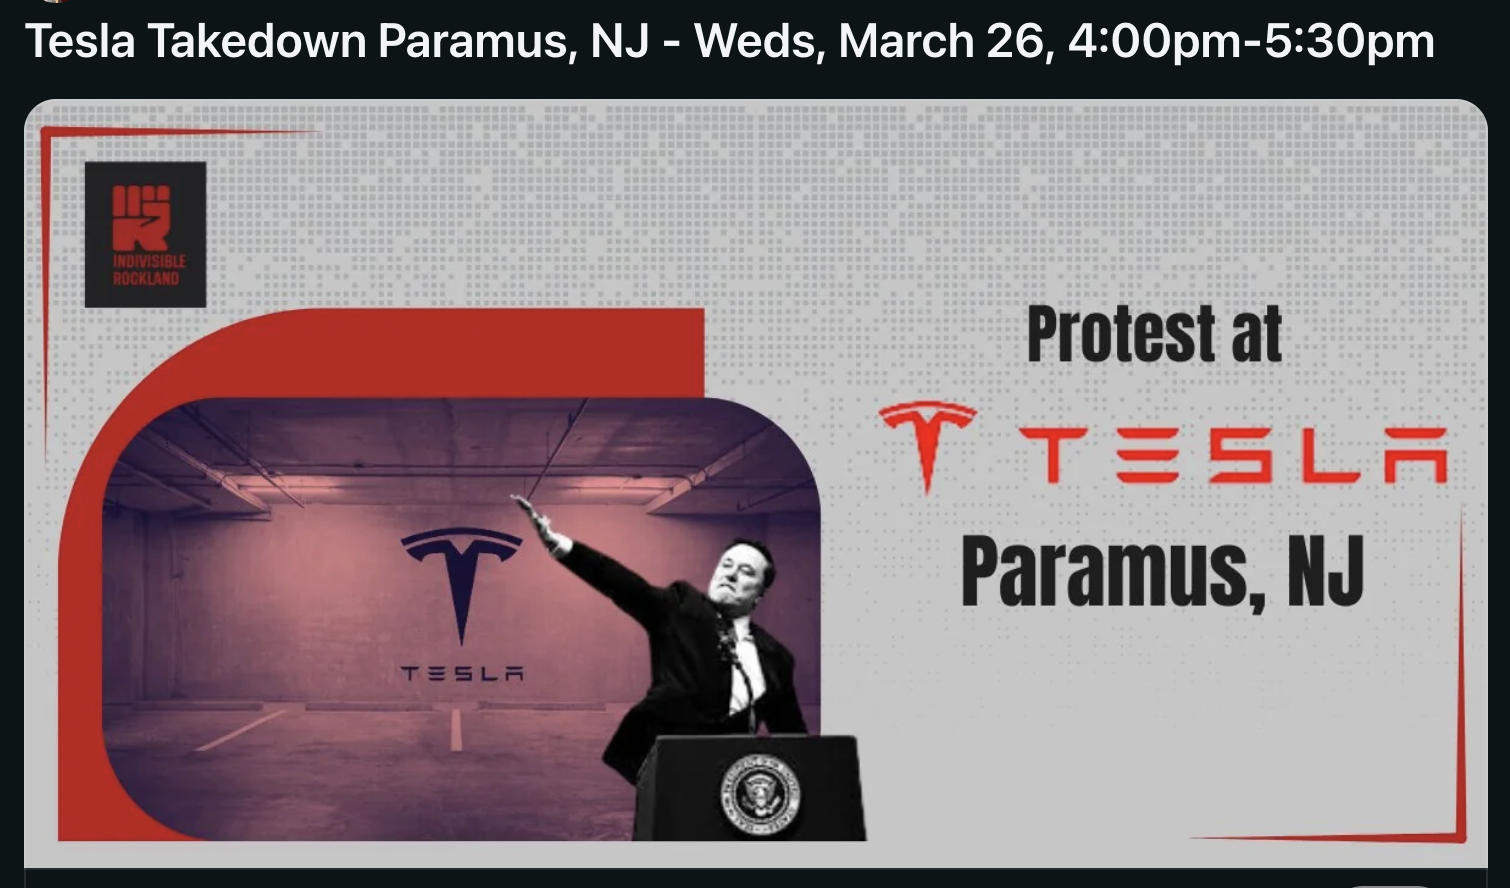 Tesla Takedown Paramus, NJ - Weds, March 26, 4:00pm-5:30pm
INDIVISIBLE
ROCKLAND
Protest at
TESLA
Paramus, NJ
TESLA